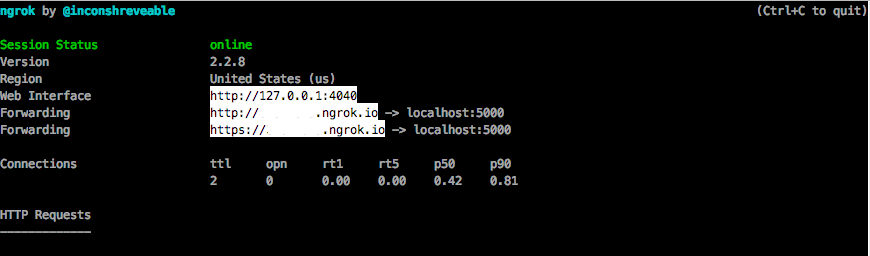 ngrok by @inconshreveable (Ctrl+C to quit)
Session Status online
Version 2.2.8
Region United States (us)
Web Interface http://127.0.0.1:4040
Forwarding http:// .ngrok.io -> localhost:5000
Forwarding https:// .ngrok.io -> localhost:5000
Connections ttl opn rt1 rt5 p50 p90
2 0 0.00 0.00 0.42 0.81
HTTP Requests
-------------